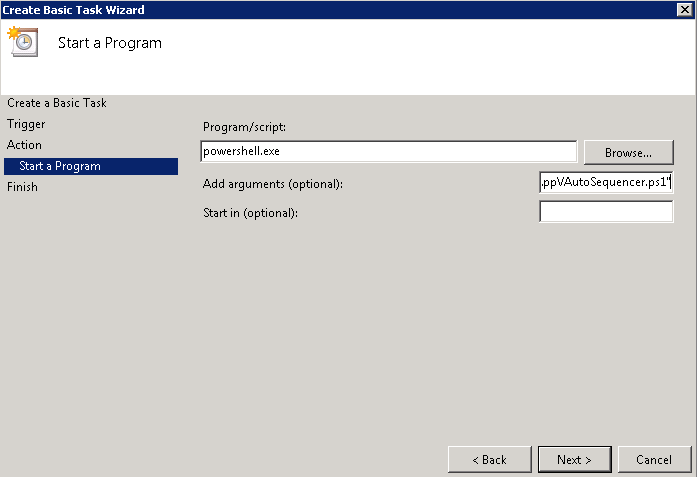 Create Basic Task Wizard
Start a Program
Create a Basic Task
Trigger
Action
Start a Program
Finish
Program/script:
powershell.exe
Browse...
Add arguments (optional):
.ppVAutoSequencer.ps1"
Start in (optional):
< Back
Next >
Cancel